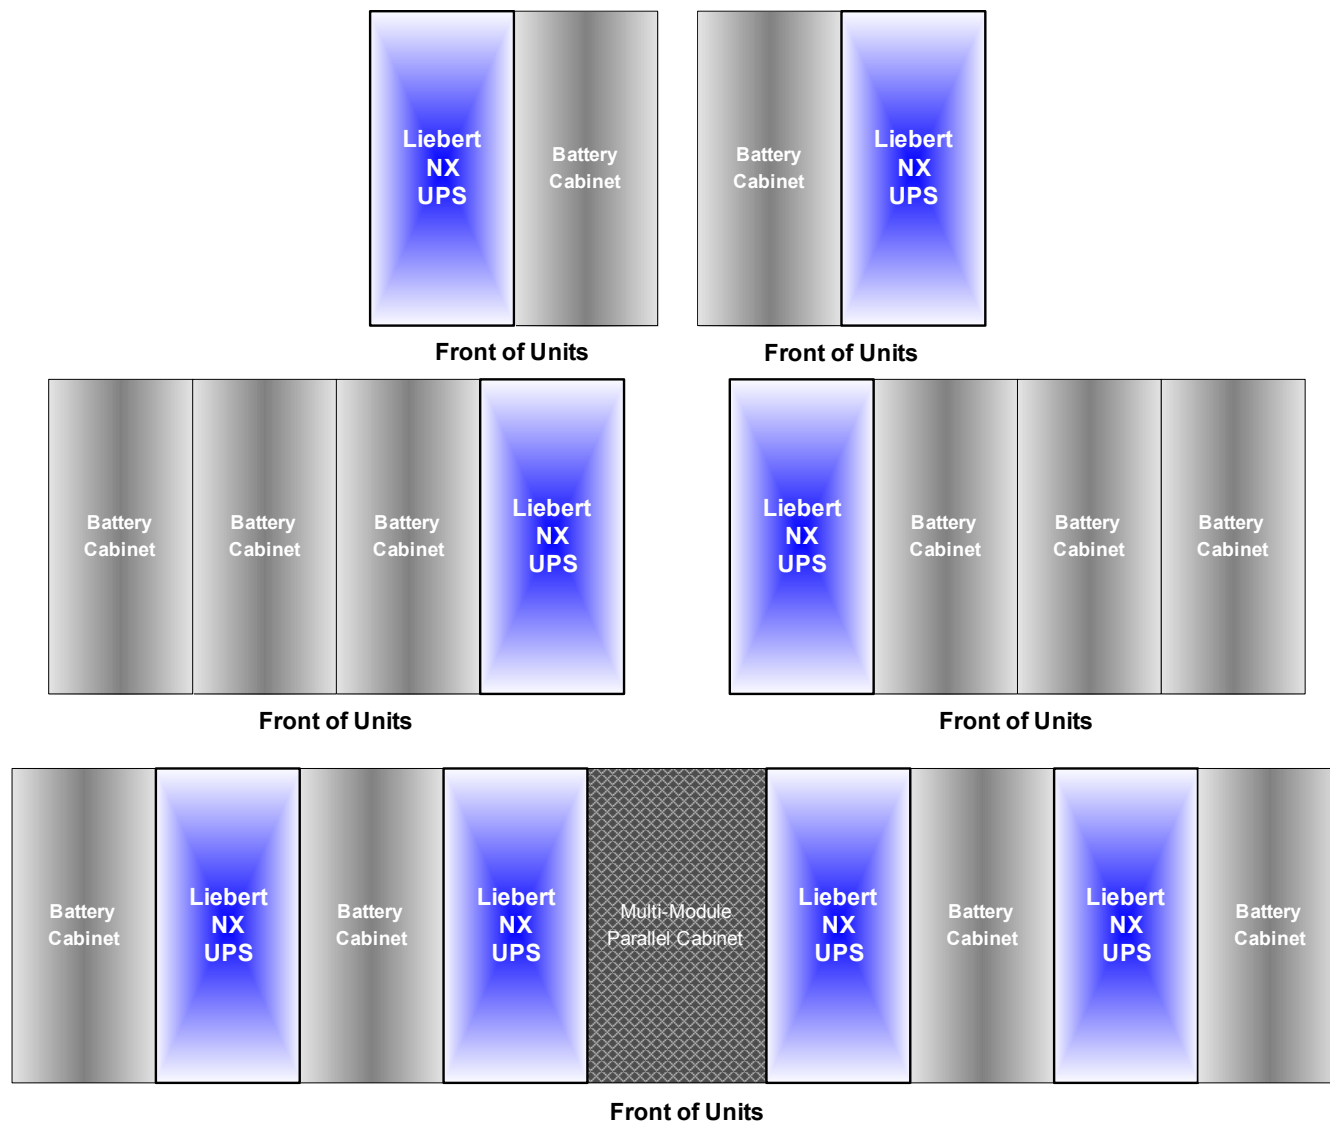 Liebert
NX
UPS
Battery
Cabinet
Battery
Cabinet
Liebert
NX
UPS
Front of Units
Front of Units
Battery
Cabinet
Battery
Cabinet
Battery
Cabinet
Liebert
NX
UPS
Liebert
NX
UPS
Battery
Cabinet
Battery
Cabinet
Battery
Cabinet
Front of Units
Front of Units
Battery
Cabinet
Liebert
NX
UPS
Battery
Cabinet
Liebert
NX
UPS
Multi-Module
Parallel Cabinet
Liebert
NX
UPS
Battery
Cabinet
Liebert
NX
UPS
Battery
Cabinet
Front of Units